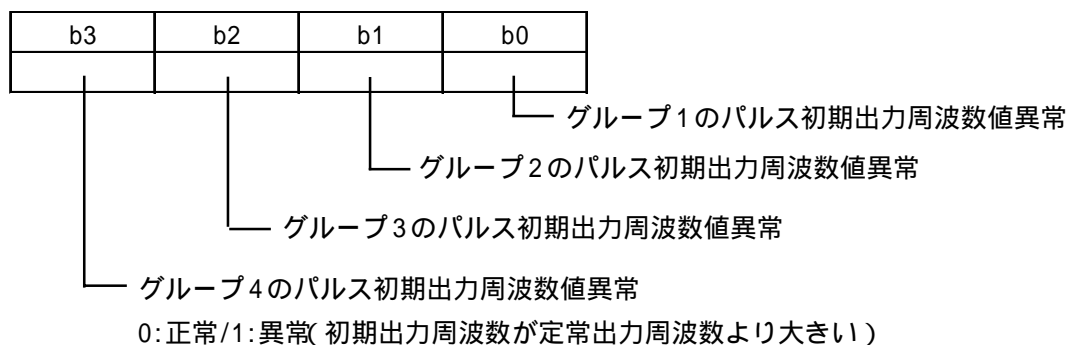 b3 b2 b1 b0
グループ1のパルス初期出力周波数値異常
グループ2のパルス初期出力周波数値異常
グループ3のパルス初期出力周波数値異常
グループ4のパルス初期出力周波数値異常
0:正常/1:異常(初期出力周波数が定常出力周波数より大きい)